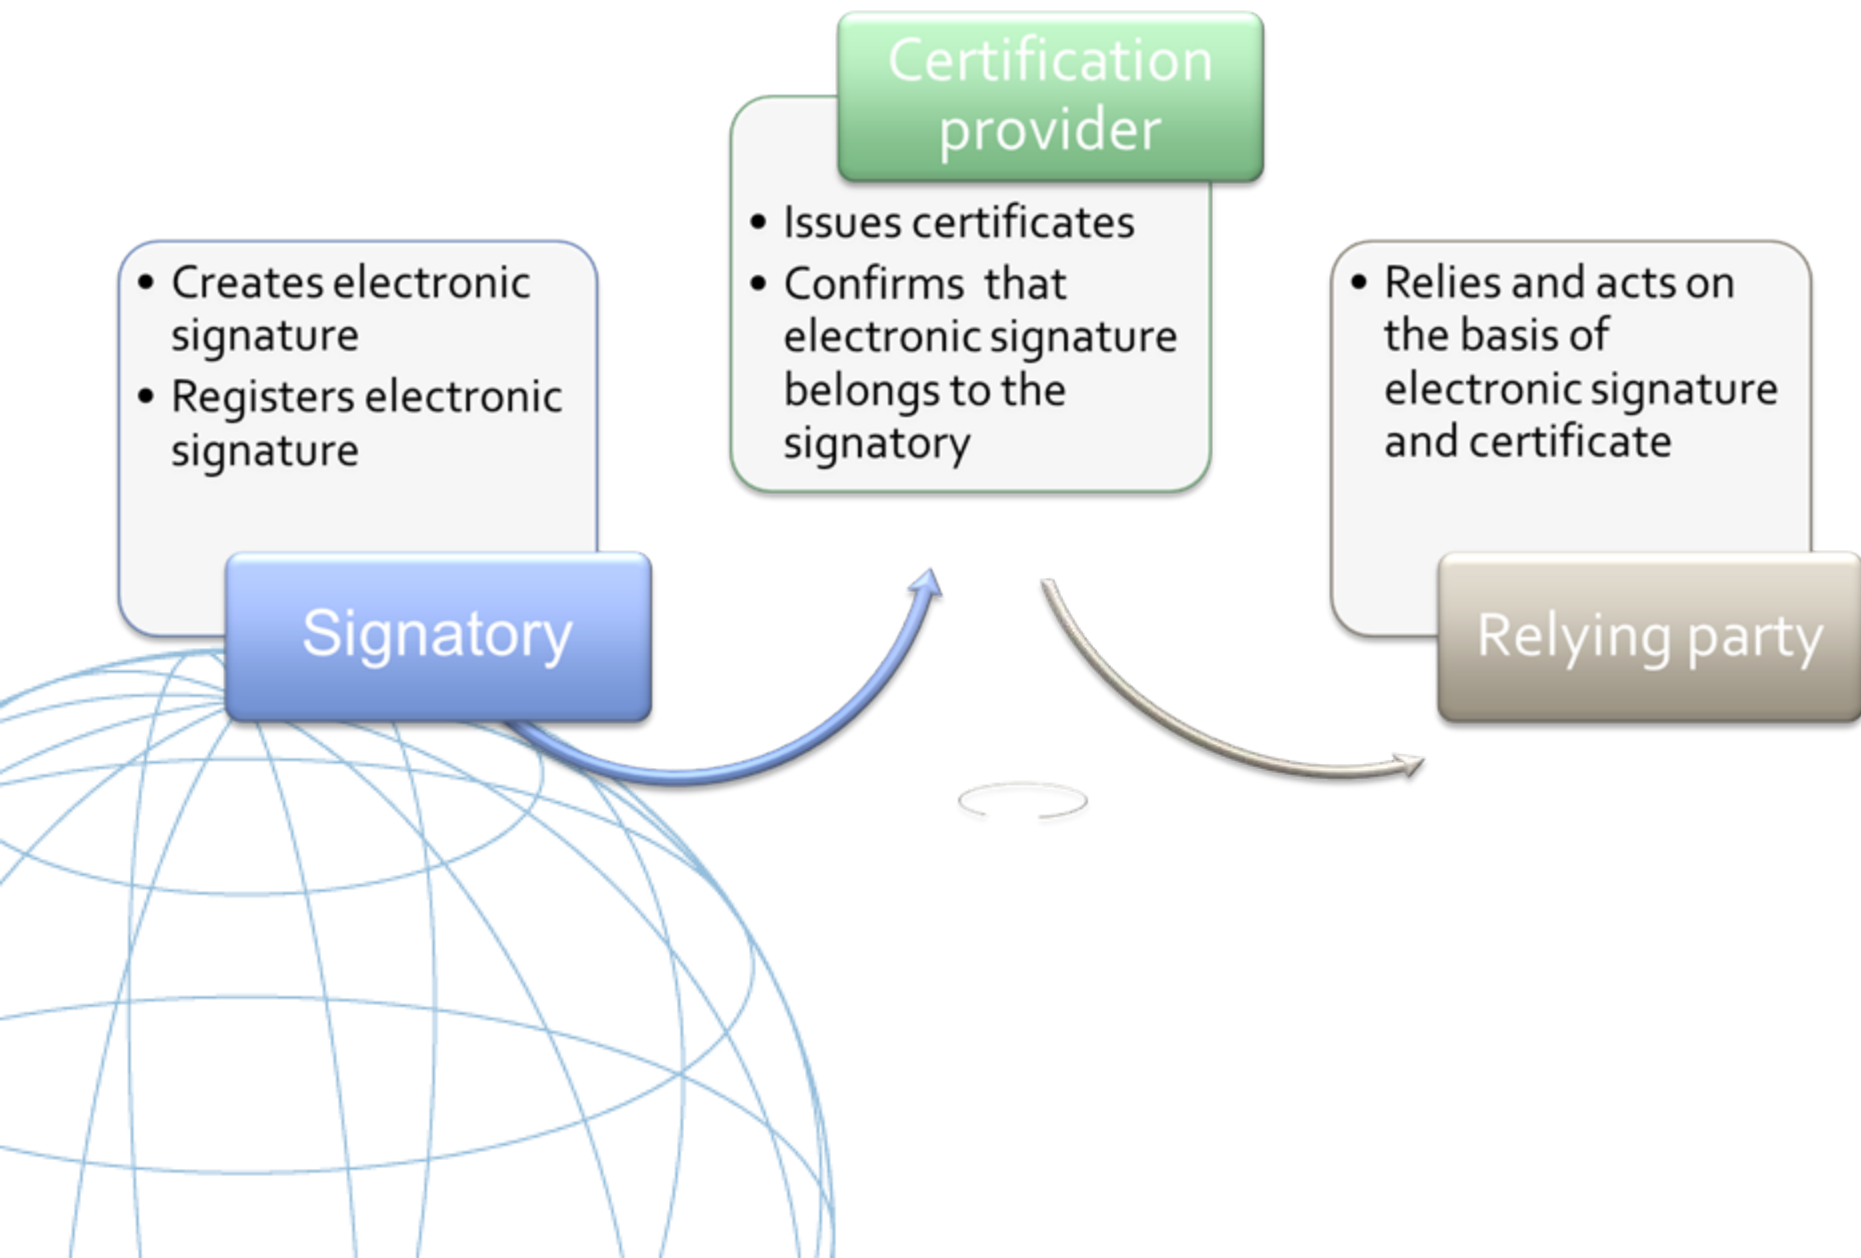 • Creates electronic
signature
• Registers electronic
signature
Signatory
Certification
provider
• Issues certificates
• Confirms  that
electronic signature
belongs to the
signatory
• Relies and acts on
the basis of
electronic signature
and certificate
Relying party